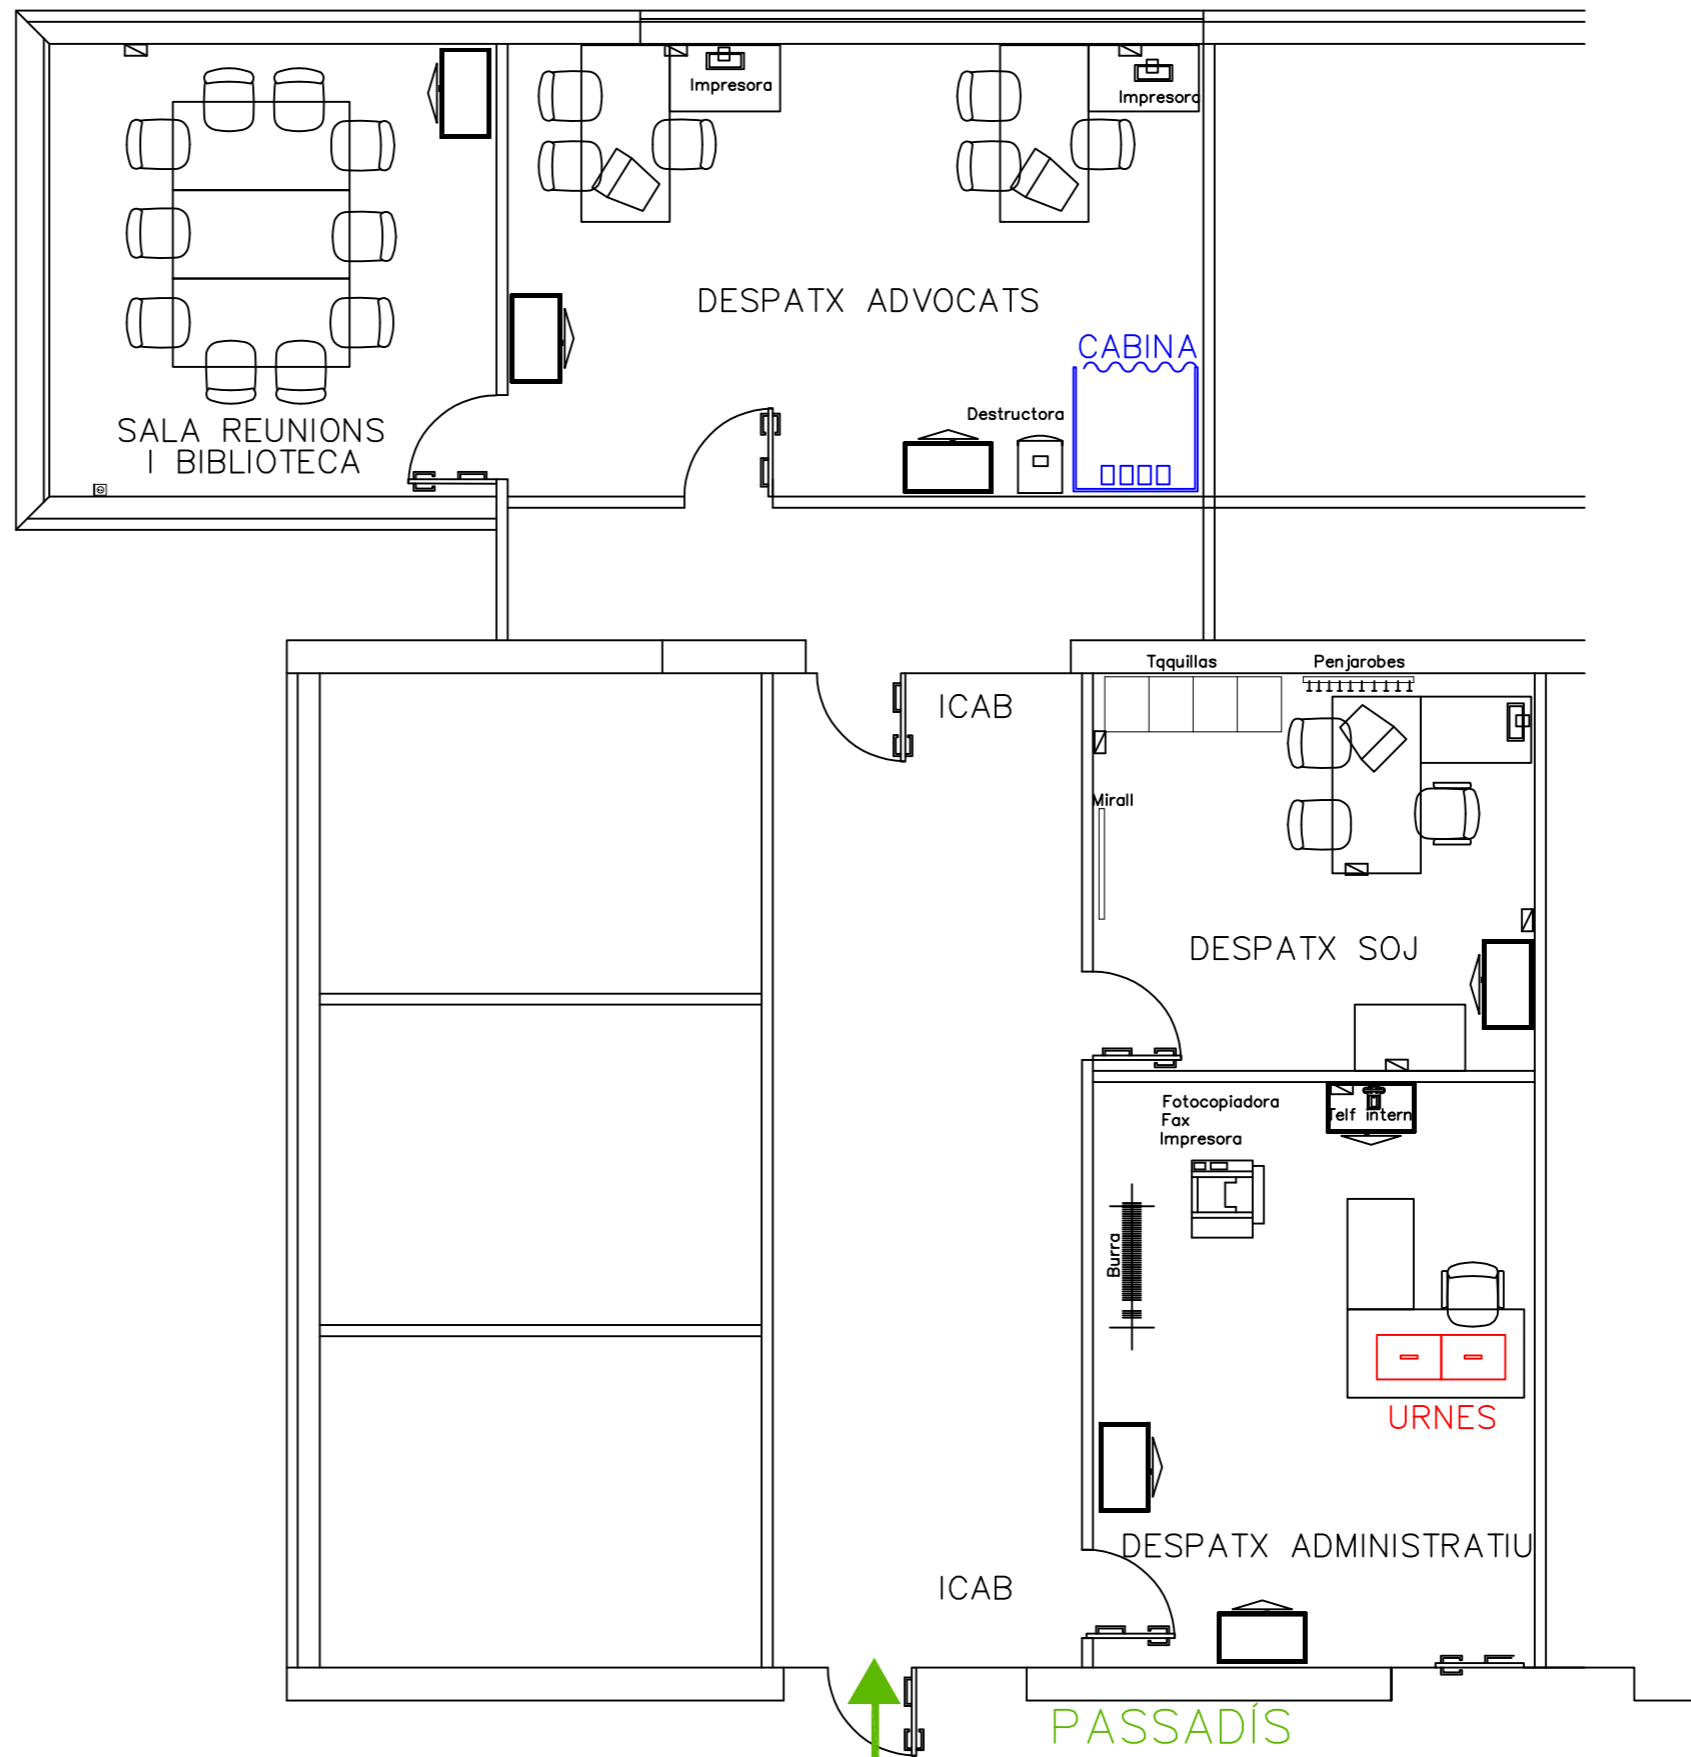 Impresora
Impresora
DESPATX ADVOCATS
CABINA
Destructora
SALA REUNIONS
I BIBLIOTECA
Tqquillas
Penjarobes
ICAB
Mirall
DESPATX SOJ
Fotocopiadora
Fax
Impresora
Telf intern
Burra
URNES
DESPATX ADMINISTRATIU
ICAB
PASSADÍS